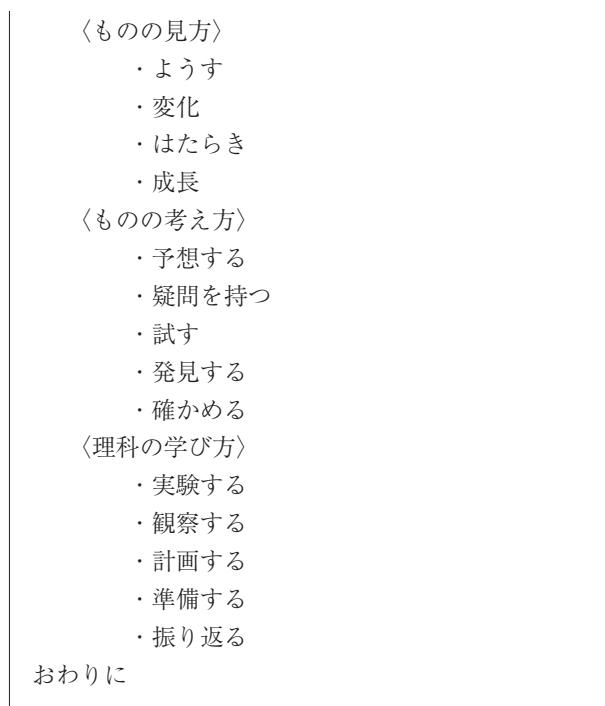 〈ものの見方〉
・ようす
・変化
・はたらき
・成長
〈ものの考え方〉
・予想する
・疑問を持つ
・試す
・発見する
・確かめる
〈理科の学び方〉
・実験する
・観察する
・計画する
・準備する
・振り返る
おわりに